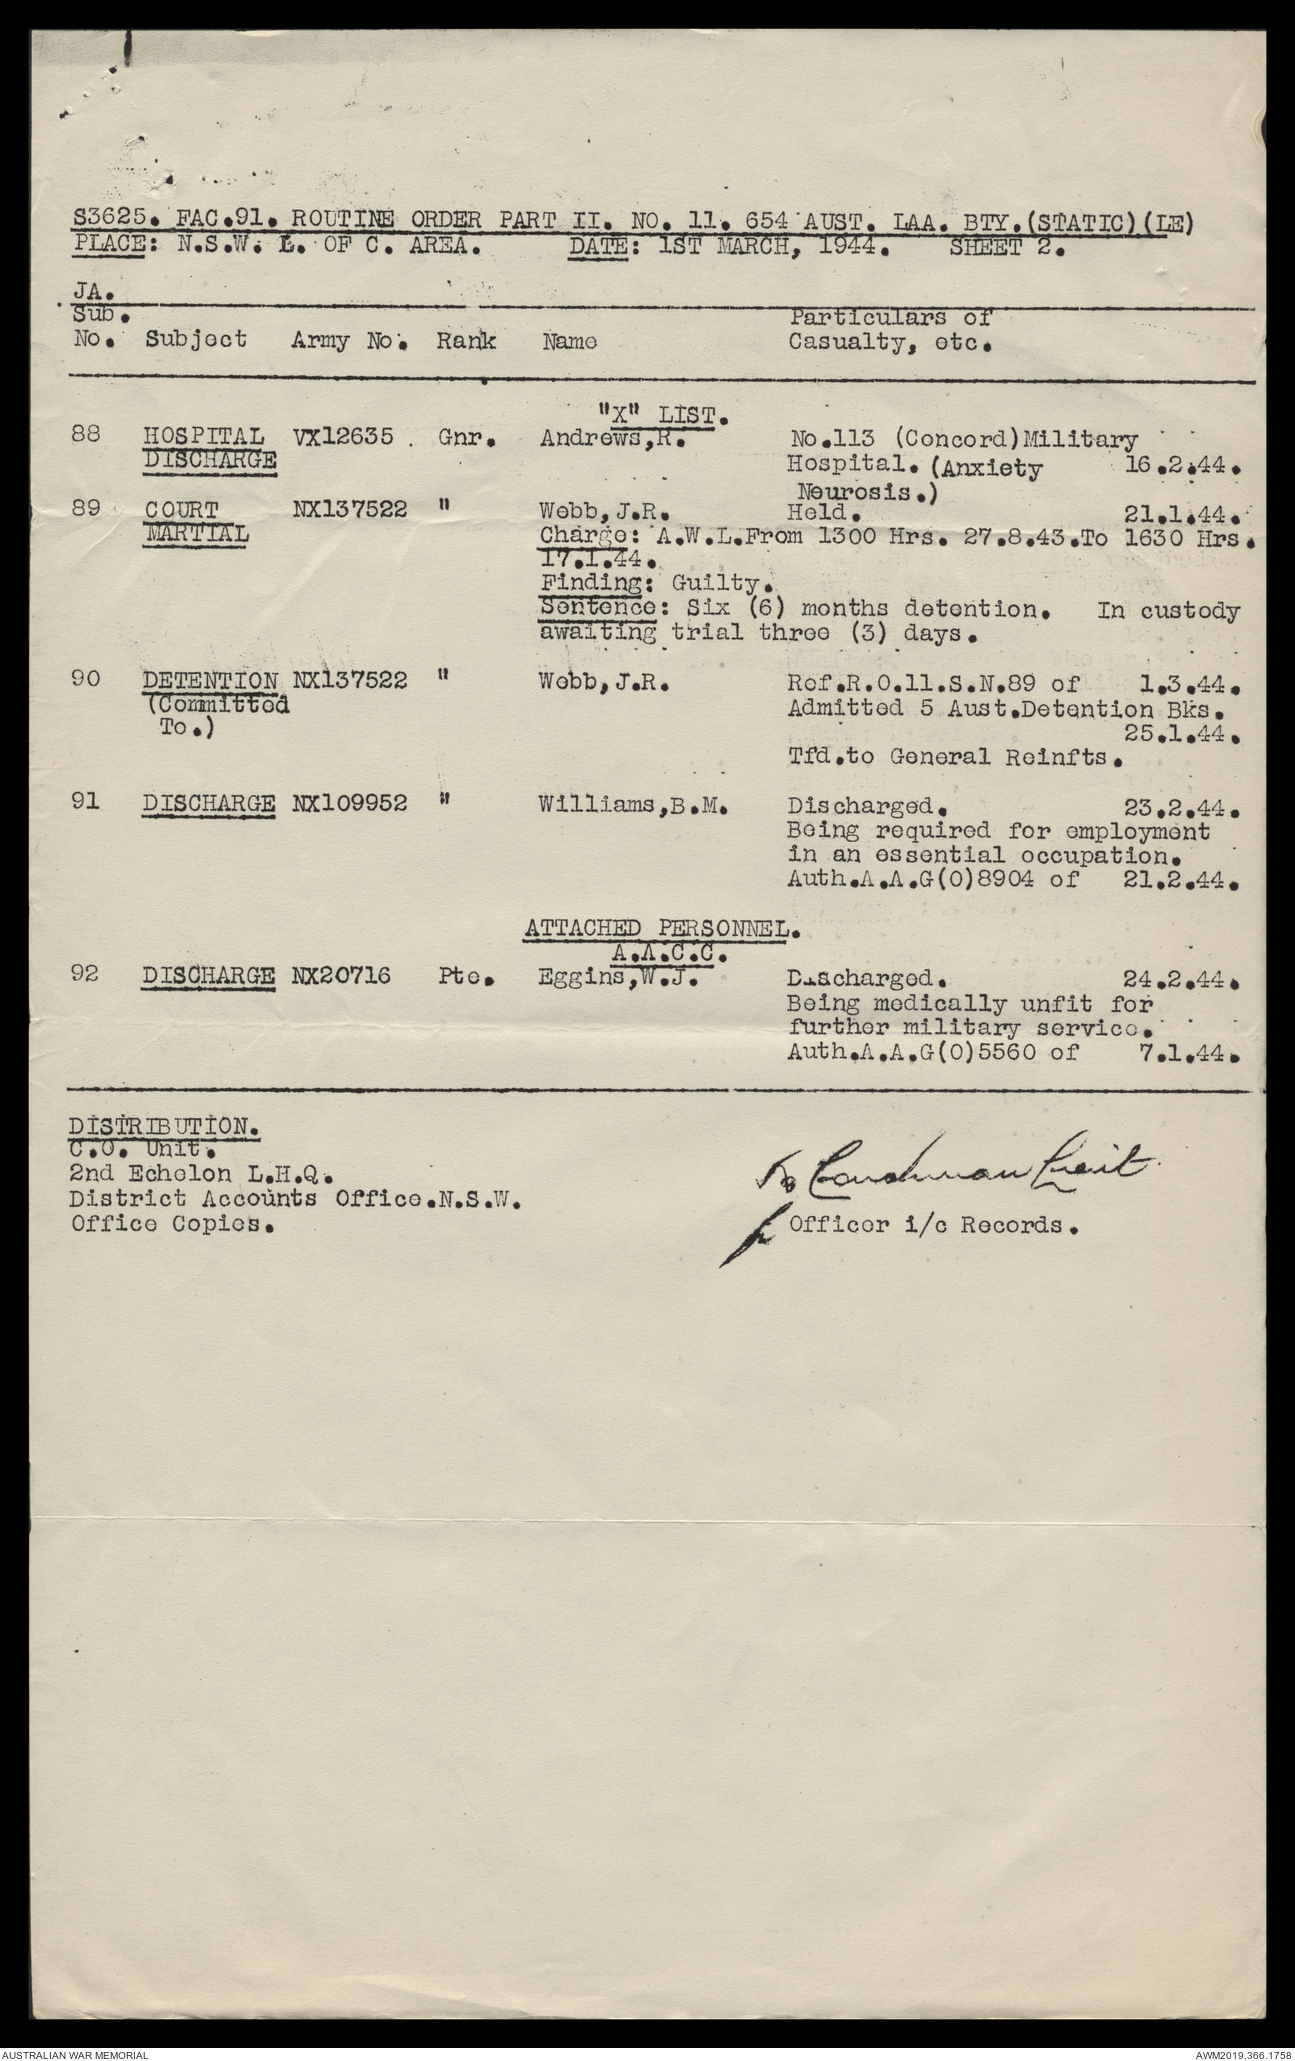 S3625. FAC.91. ROUTINE ORDER PART II. NO. 11. 654 AUST. LAA. BTY.(STATIC)(LE)
PLACE: N.S.W. L. OF C. AREA. DATE: 1ST MARCH, 1944. SHEET 2.
JA.
Sub.
Particulars of
No. Subject Army No. Rank Name Casualty, etc.
"X" LIST.
88 HOSPITAL VX12635 Gnr. Andrews,R. No.113 (Concord)Military
DISCHARGE Hospital. (Anxiety 16.2.44.
Neurosis.)
89 COURT NX137522 " Webb,J.R. Held. 21.1.44.
MARTIAL Charge: A.W.L.From 1300 Hrs. 27.8.43.To 1630 Hrs.
17.1.44.
Finding: Guilty.
Sentence: Six (6) months detention. In custody
awaiting trial three (3) days.
90 DETENTION NX137522 " Webb,J.R. Ref.R.O.11.S.N.89 of 1.3.44.
(Committed Admitted 5 Aust.Detention Bks.
To.) 25.1.44.
Tfd.to General Reinfts.
91 DISCHARGE NX109952 " Williams,B.M. Discharged. 23.2.44.
Being required for employment
in an essential occupation.
Auth.A.A.G(O)8904 of 21.2.44.
ATTACHED PERSONNEL.
A.A.C.C.
92 DISCHARGE NX20716 Pte. Eggins,W.J. Discharged. 24.2.44.
Being medically unfit for
further military service.
Auth.A.A.G(O)5560 of 7.1.44.
DISTRIBUTION.
C.O. Unit.
2nd Echelon L.H.Q.
District Accounts Office.N.S.W.
Office Copies.
Lieut
Officer i/c Records.
AUSTRALIAN WAR MEMORIAL AWM2019.366.1758